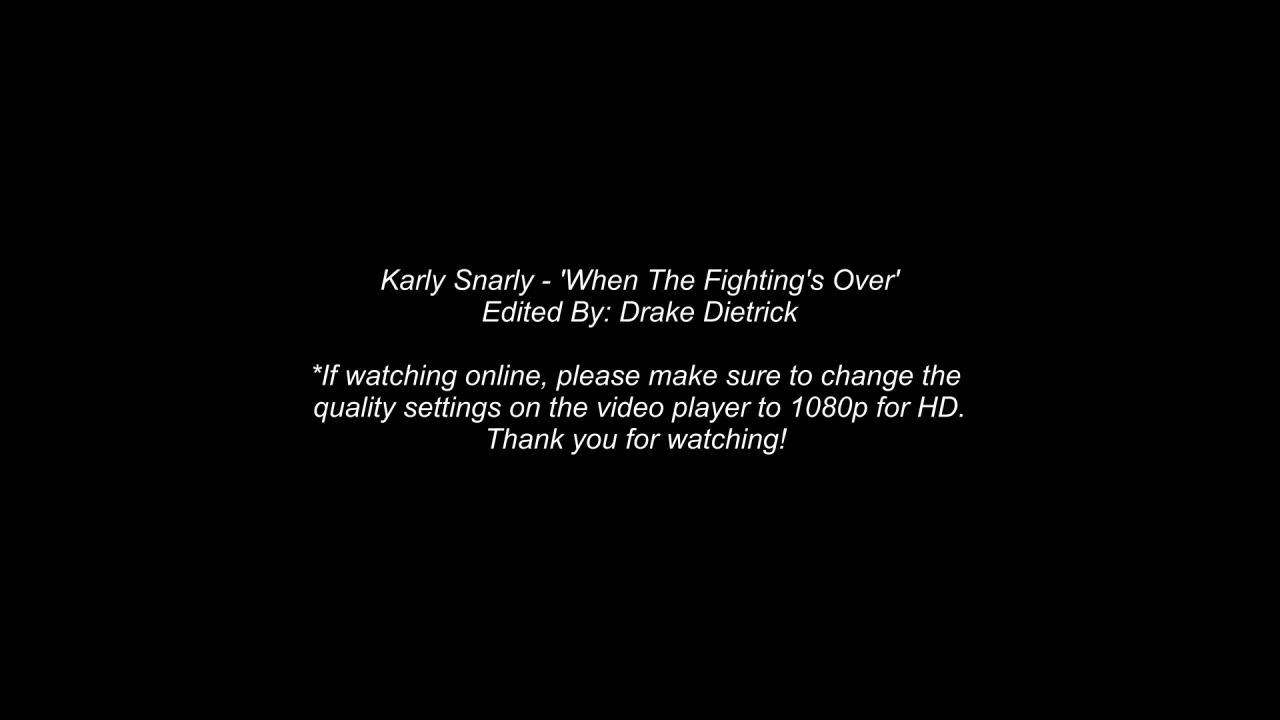 Karly Snarly - 'When The Fighting's Over'
Edited By: Drake Dietrick
*If watching online, please make sure to change the
quality settings on the video player to 1080p for HD.
Thank you for watching!